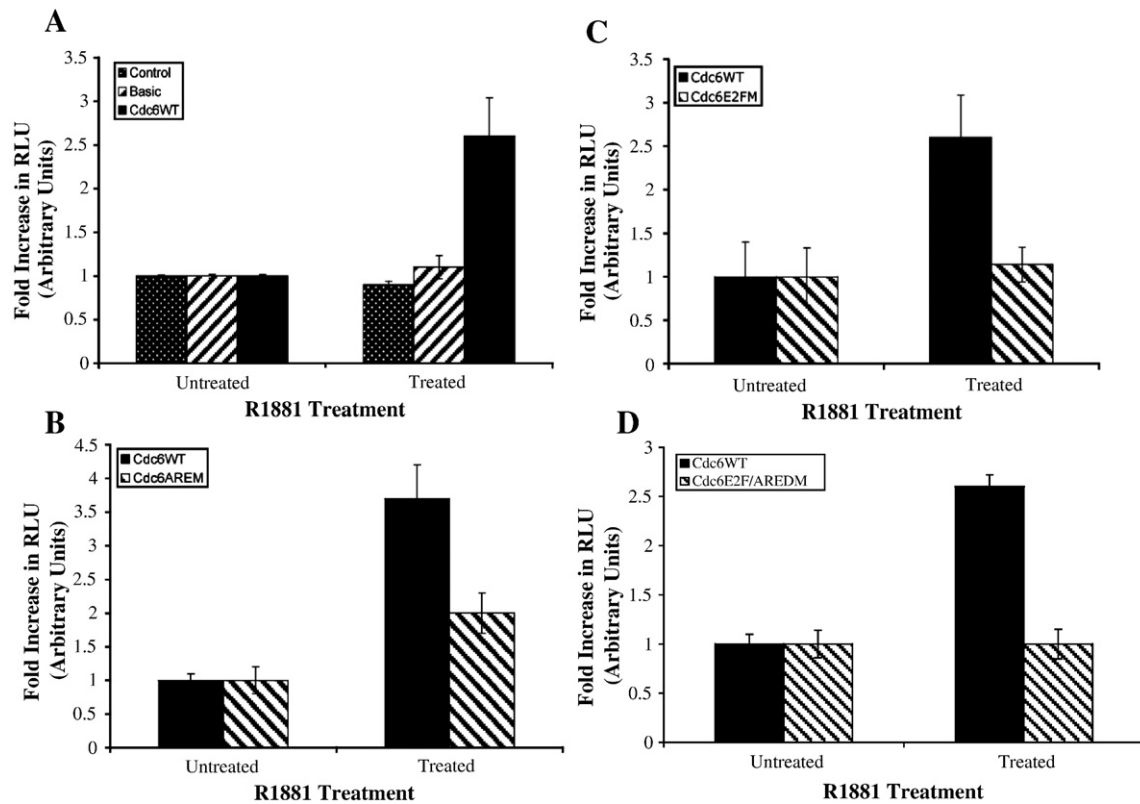 A
Fold Increase in RLU
(Arbitrary Units)
3.5
3
2.5
2
1.5
1
0.5
0
Control
Basic
Cdc6WT
Untreated
Treated
R1881 Treatment
B
Fold Increase in RLU
(Arbitrary Units)
4.5
4
3.5
3
2.5
2
1.5
1
0.5
0
Cdc6WT
Cdc6AREM
Untreated
Treated
R1881 Treatment
C
Fold Increase in RLU
(Arbitrary Units)
3.5
3
2.5
2
1.5
1
0.5
0
Cdc6WT
Cdc6E2FM
Untreated
Treated
R1881 Treatment
D
Fold Increase in RLU
(Arbitrary Units)
3
2.5
2
1.5
1
0.5
0
Cdc6WT
Cdc6E2F/AREDM
Untreated
Treated
R1881 Treatment